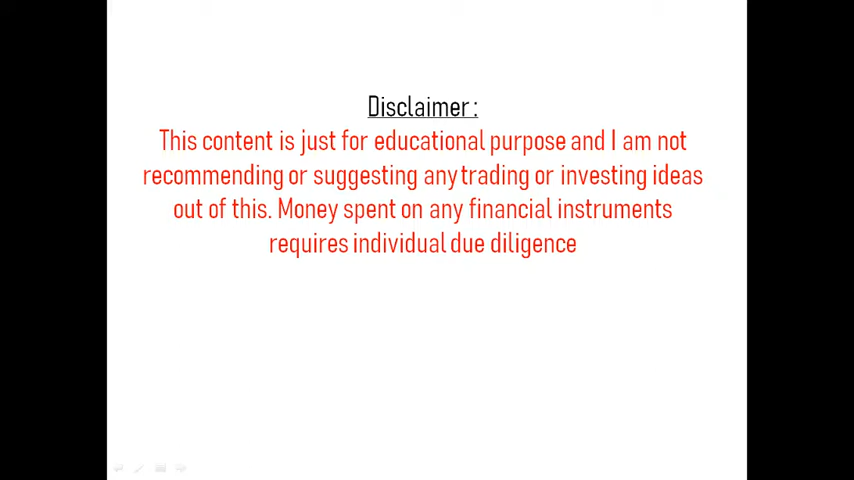 Disclaimer :
This content is just for educational purpose and I am not
recommending or suggesting any trading or investing ideas
out of this. Money spent on any financial instruments
requires individual due diligence